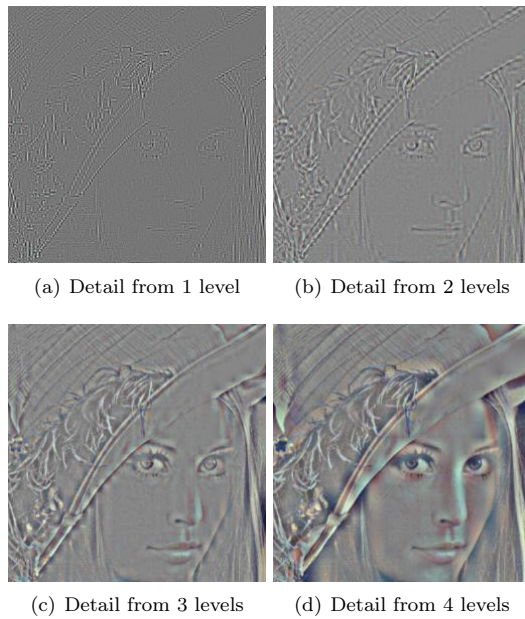 (a) Detail from 1 level
(b) Detail from 2 levels
(c) Detail from 3 levels
(d) Detail from 4 levels